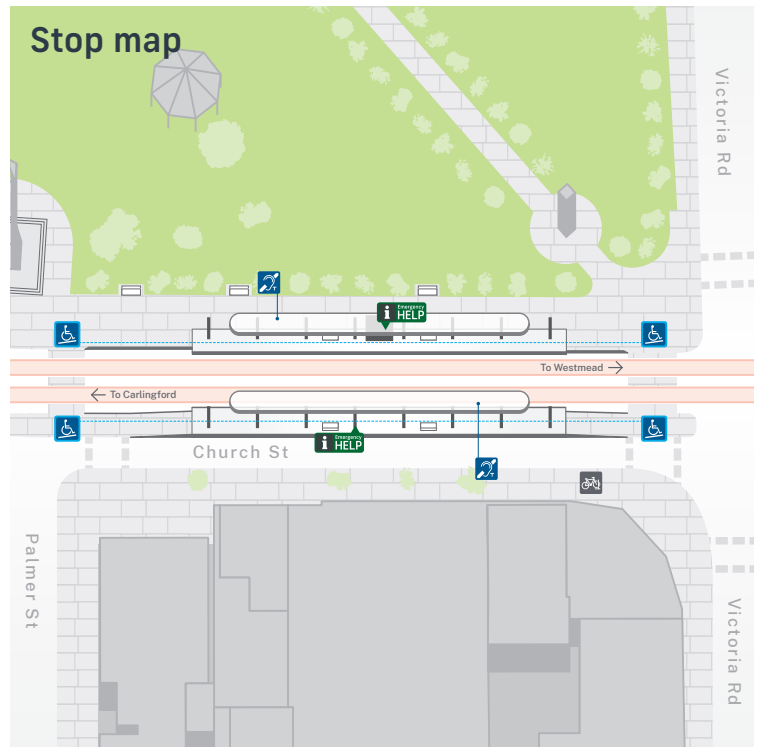 Stop map
Victoria Rd
T
i Emergency
HELP
To Westmead
To Carlingford
Church St
i Emergency
HELP
T
Palmer St
Victoria Rd